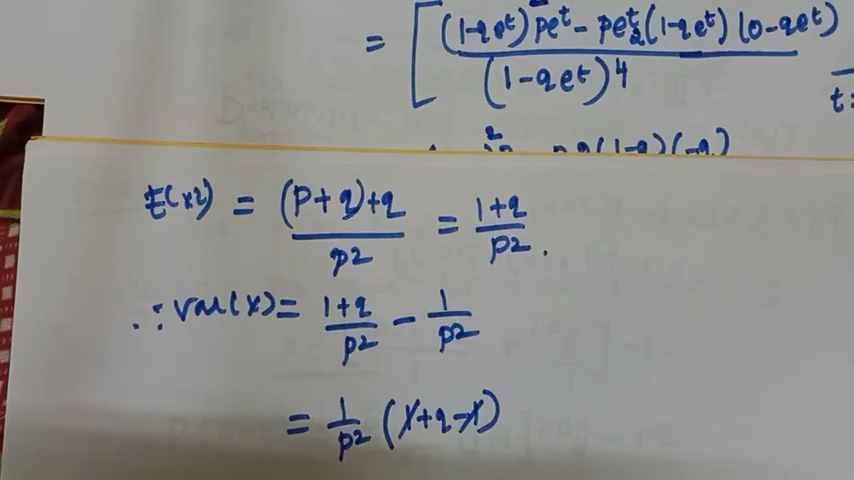 = [ (1-qe^t) pe^t - pe^t 2(1-qe^t) (0-qe^t)
(1-qe^t)^4
t=
E(x2) = (p+q)+q / p2 = 1+q / p2 .
∴ var(x) = 1+q / p2 - 1 / p2
= 1 / p2 (1+q-1)